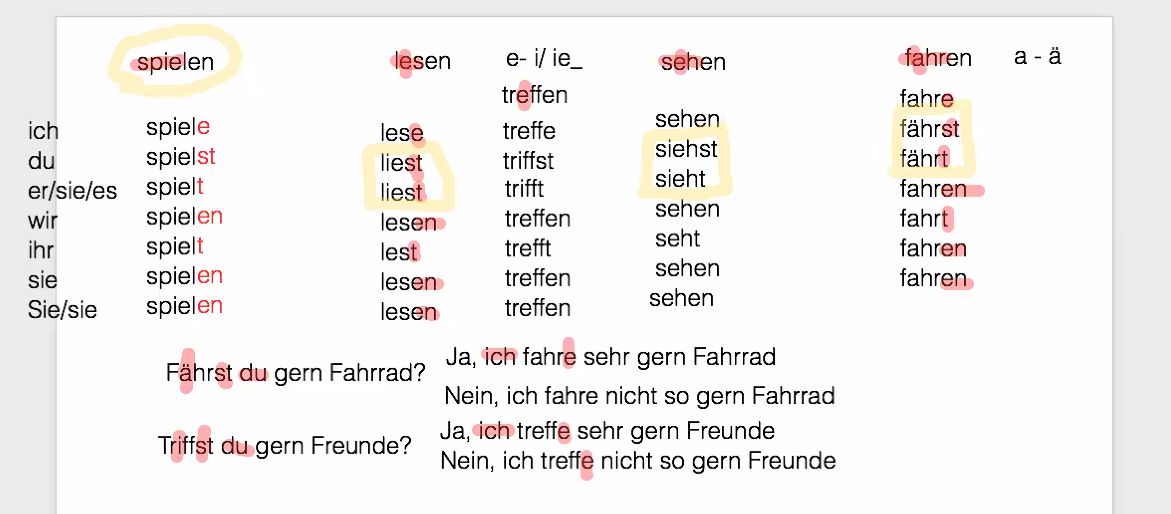 spielen lesen e- i/ ie_ sehen fahren a - ä
treffen
fahre
ich spiele lese treffe sehen fährst
du spielst liest triffst siehst fährt
er/sie/es spielt liest trifft sieht fahren
wir spielen lesen treffen sehen fahrt
ihr spielt lest trefft seht fahren
sie spielen lesen treffen sehen fahren
Sie/sie spielen lesen treffen sehen
Fährst du gern Fahrrad? Ja, ich fahre sehr gern Fahrrad
Nein, ich fahre nicht so gern Fahrrad
Triffst du gern Freunde? Ja, ich treffe sehr gern Freunde
Nein, ich treffe nicht so gern Freunde